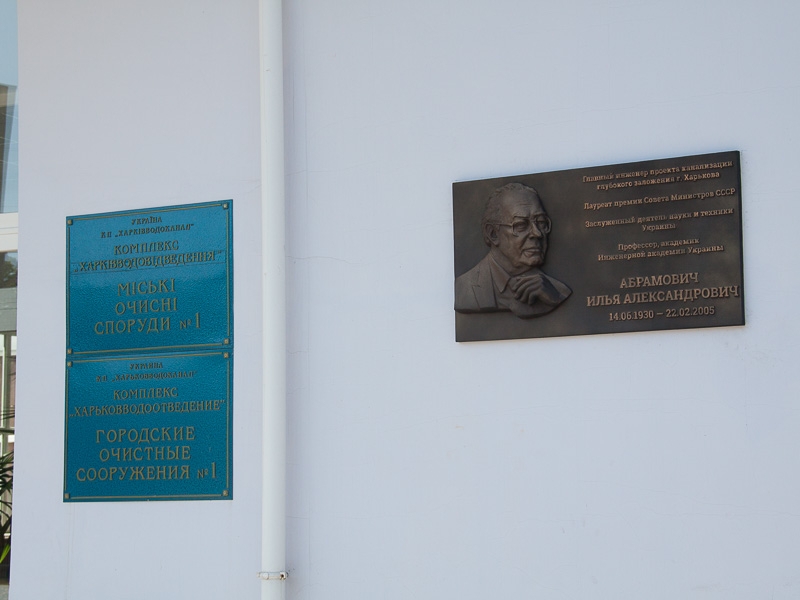 УКРАЇНА
КП „ХАРКІВВОДОКАНАЛ"
КОМПЛЕКС
„ХАРКІВВОДОВІДВЕДЕННЯ"
МІСЬКІ
ОЧИСНІ
СПОРУДИ №1
УКРАИНА
КП „ХАРЬКОВВОДОКАНАЛ"
КОМПЛЕКС
„ХАРЬКОВВОДООТВЕДЕНИЕ"
ГОРОДСКИЕ
ОЧИСТНЫЕ
СООРУЖЕНИЯ №1
Главный инженер проекта канализации
глубокого заложения г. Харькова
Лауреат премии Совета Министров СССР
Заслуженный деятель науки и техники
Украины
Профессор, академик
Инженерной академии Украины
АБРАМОВИЧ
ИЛЬЯ АЛЕКСАНДРОВИЧ
14.06.1930 – 22.02.2005